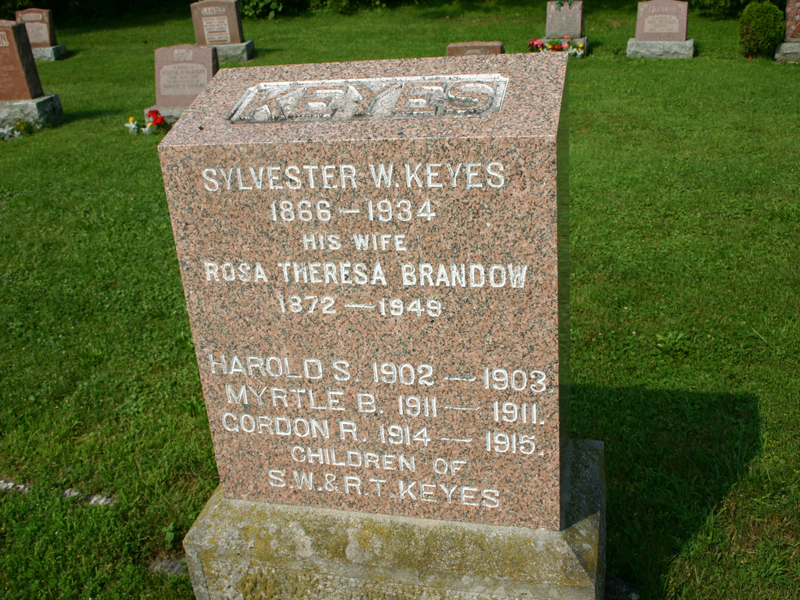 KEYES
SYLVESTER W. KEYES
1866 — 1934
HIS WIFE
ROSA THERESA BRANDOW
1872 — 1949
HAROLD S. 1902 — 1903.
MYRTLE B. 1911 — 1911.
GORDON R. 1914 — 1915.
CHILDREN OF
S.W. & R.T. KEYES